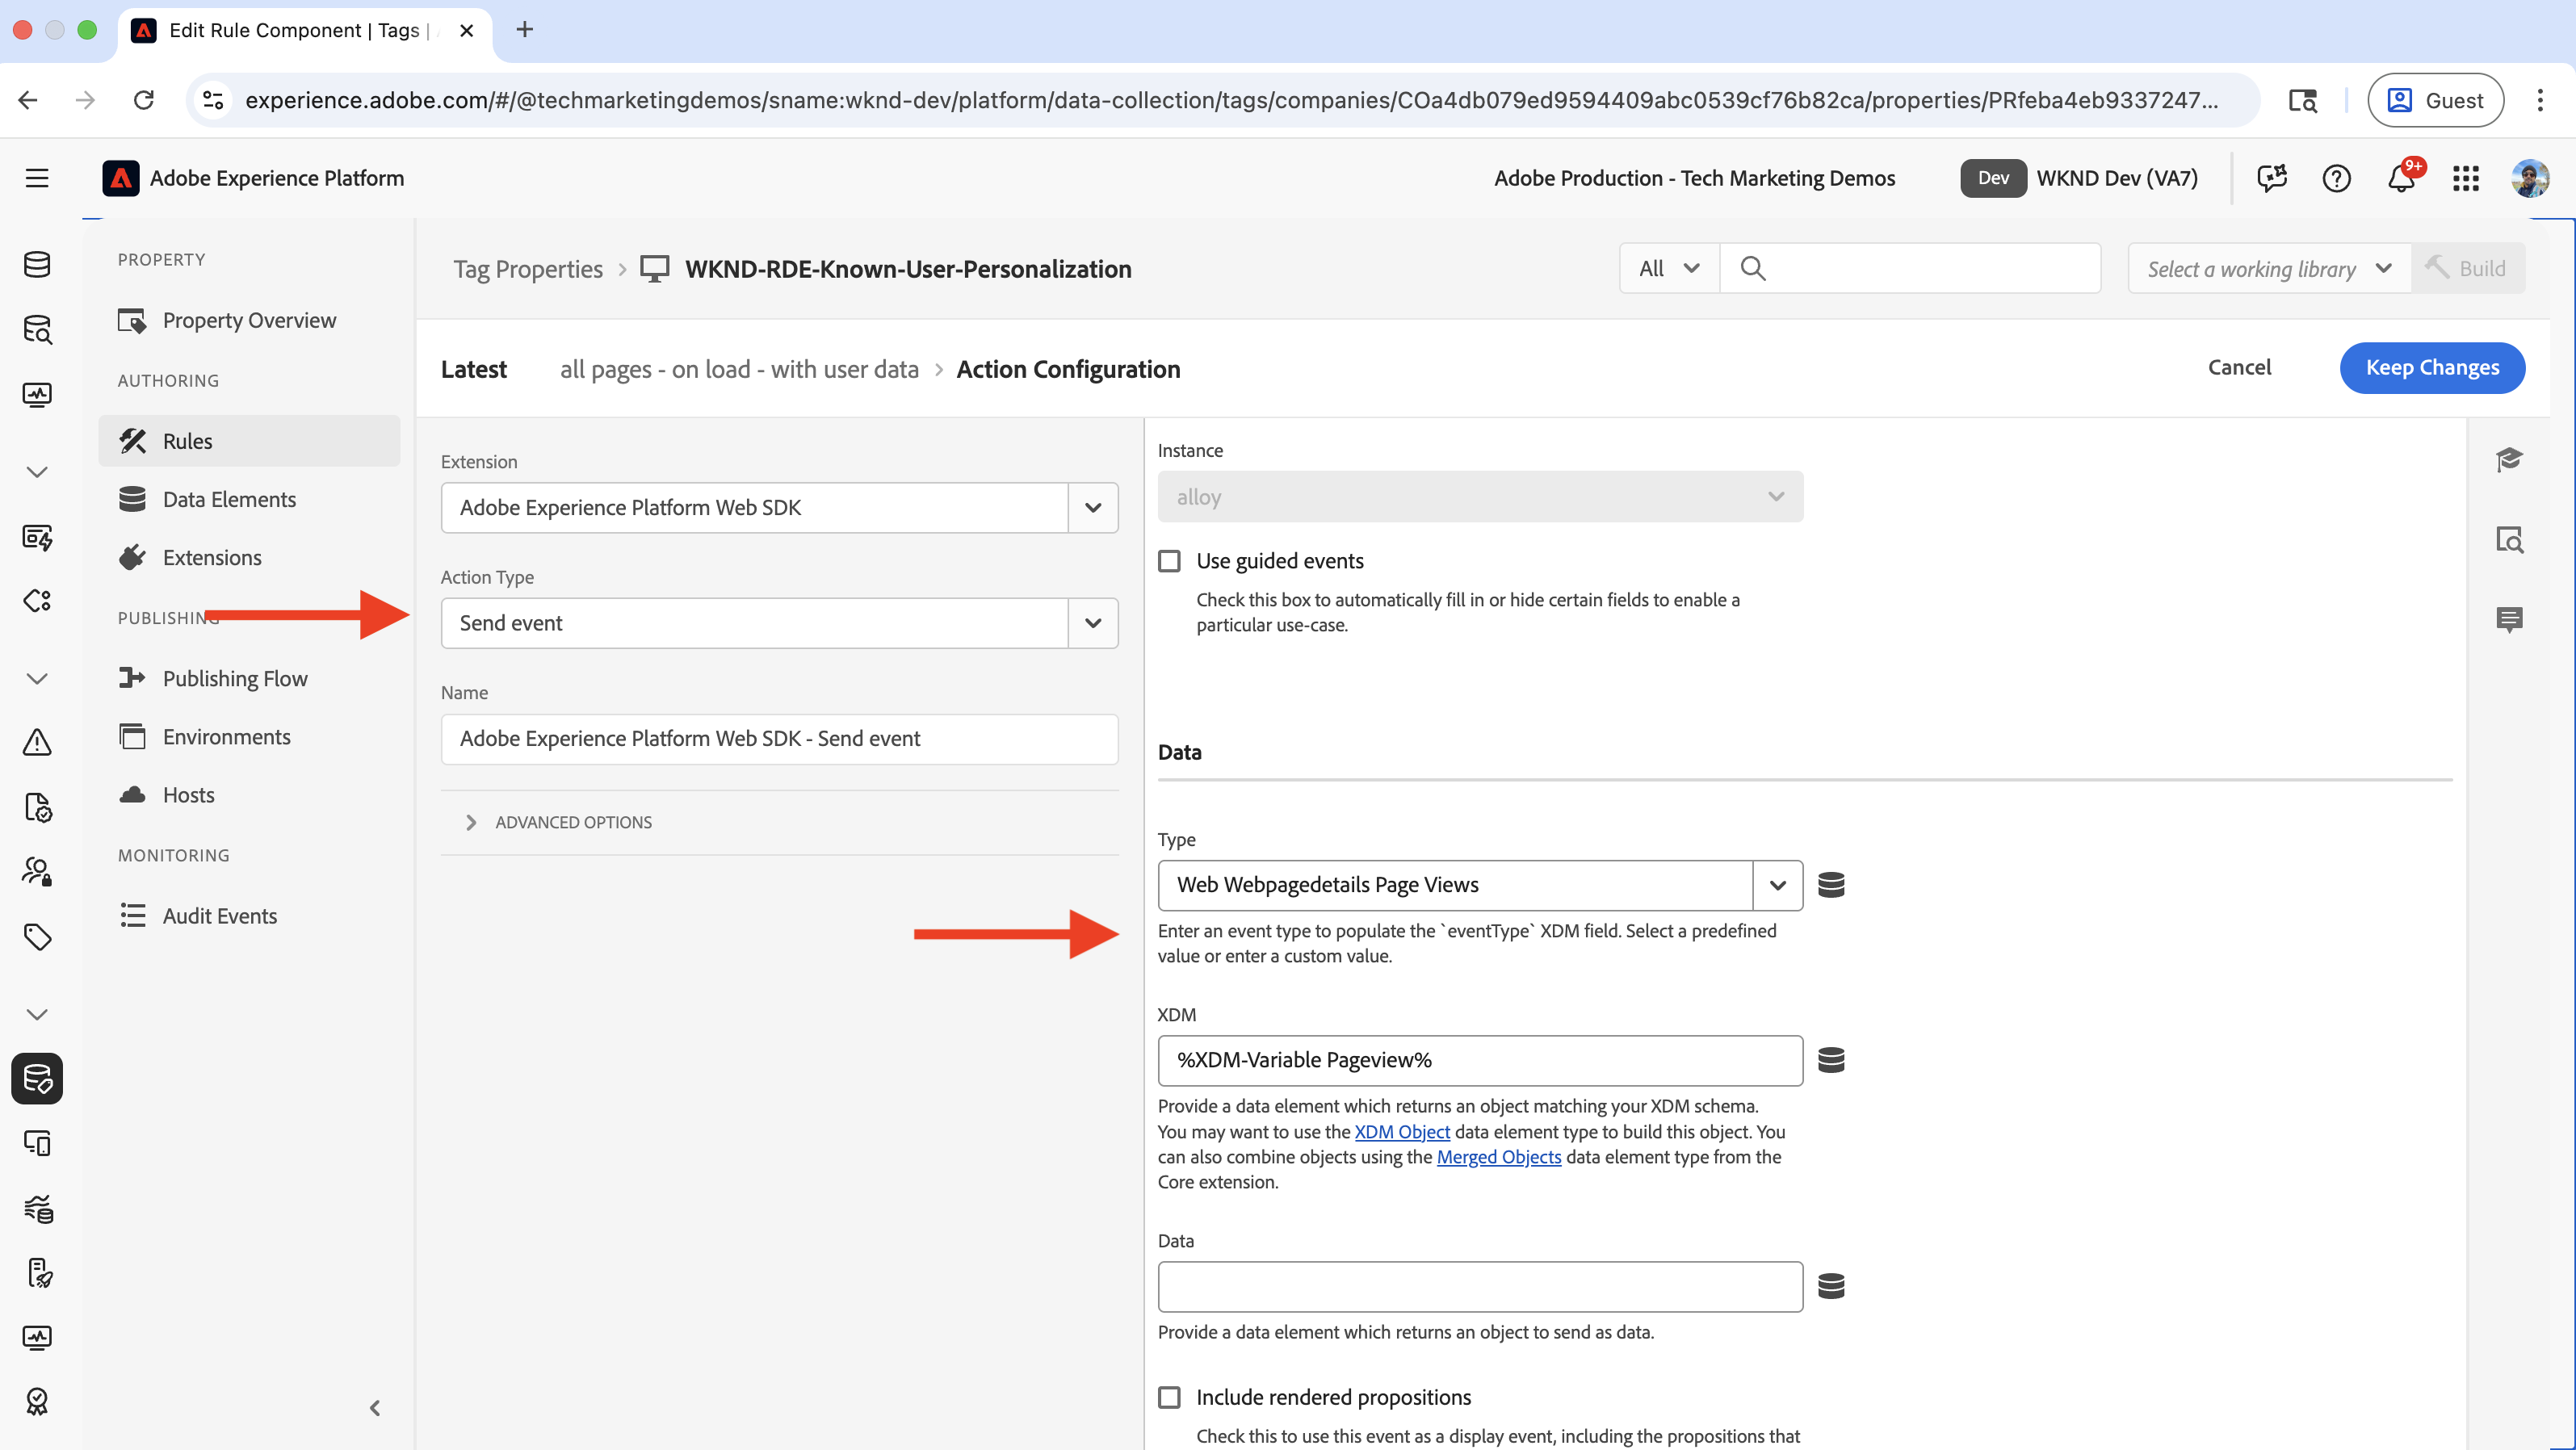 Edit Rule Component | Tags |
experience.adobe.com/#/@techmarketingdemos/sname:wknd-dev/platform/data-collection/tags/companies/COa4db079ed9594409abc0539cf76b82ca/properties/PRfeba4eb9337247...
Guest
Adobe Experience Platform
Adobe Production - Tech Marketing Demos
Dev
WKND Dev (VA7)
9+
PROPERTY
Property Overview
AUTHORING
Rules
Data Elements
Extensions
PUBLISHING
Publishing Flow
Environments
Hosts
MONITORING
Audit Events
Tag Properties
WKND-RDE-Known-User-Personalization
All
Select a working library
Build
Latest
all pages - on load - with user data > Action Configuration
Cancel
Keep Changes
Extension
Adobe Experience Platform Web SDK
Action Type
Send event
Name
Adobe Experience Platform Web SDK - Send event
ADVANCED OPTIONS
Instance
alloy
Use guided events
Check this box to automatically fill in or hide certain fields to enable a
particular use-case.
Data
Type
Web Webpagedetails Page Views
Enter an event type to populate the `eventType` XDM field. Select a predefined
value or enter a custom value.
XDM
%XDM-Variable Pageview%
Provide a data element which returns an object matching your XDM schema.
You may want to use the XDM Object data element type to build this object. You
can also combine objects using the Merged Objects data element type from the
Core extension.
Data
Provide a data element which returns an object to send as data.
Include rendered propositions
Check this to use this event as a display event, including the propositions that